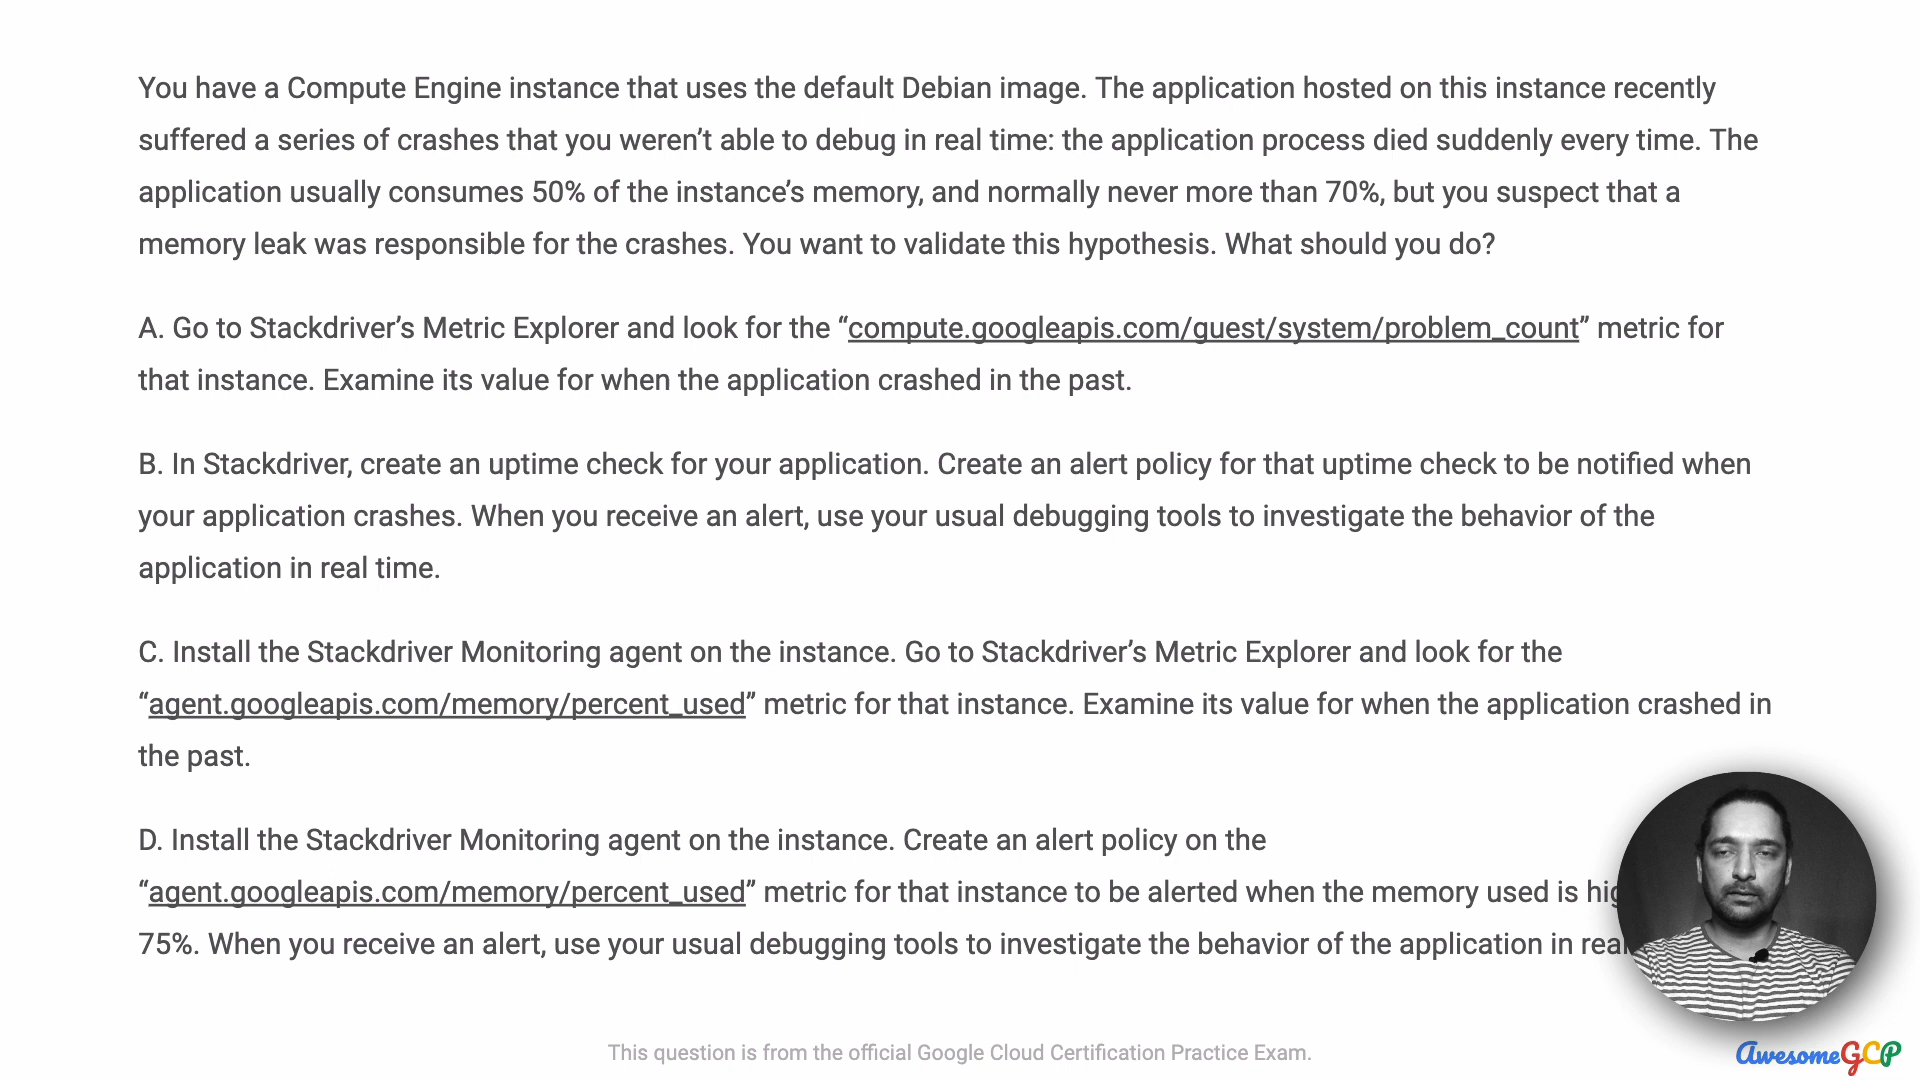 You have a Compute Engine instance that uses the default Debian image. The application hosted on this instance recently
suffered a series of crashes that you weren’t able to debug in real time: the application process died suddenly every time. The
application usually consumes 50% of the instance’s memory, and normally never more than 70%, but you suspect that a
memory leak was responsible for the crashes. You want to validate this hypothesis. What should you do?
A. Go to Stackdriver’s Metric Explorer and look for the “compute.googleapis.com/guest/system/problem_count” metric for
that instance. Examine its value for when the application crashed in the past.
B. In Stackdriver, create an uptime check for your application. Create an alert policy for that uptime check to be notified when
your application crashes. When you receive an alert, use your usual debugging tools to investigate the behavior of the
application in real time.
C. Install the Stackdriver Monitoring agent on the instance. Go to Stackdriver’s Metric Explorer and look for the
“agent.googleapis.com/memory/percent_used” metric for that instance. Examine its value for when the application crashed in
the past.
D. Install the Stackdriver Monitoring agent on the instance. Create an alert policy on the
“agent.googleapis.com/memory/percent_used” metric for that instance to be alerted when the memory used is
75%. When you receive an alert, use your usual debugging tools to investigate the behavior of the application in real
This question is from the official Google Cloud Certification Practice Exam.
AwesomeGCP